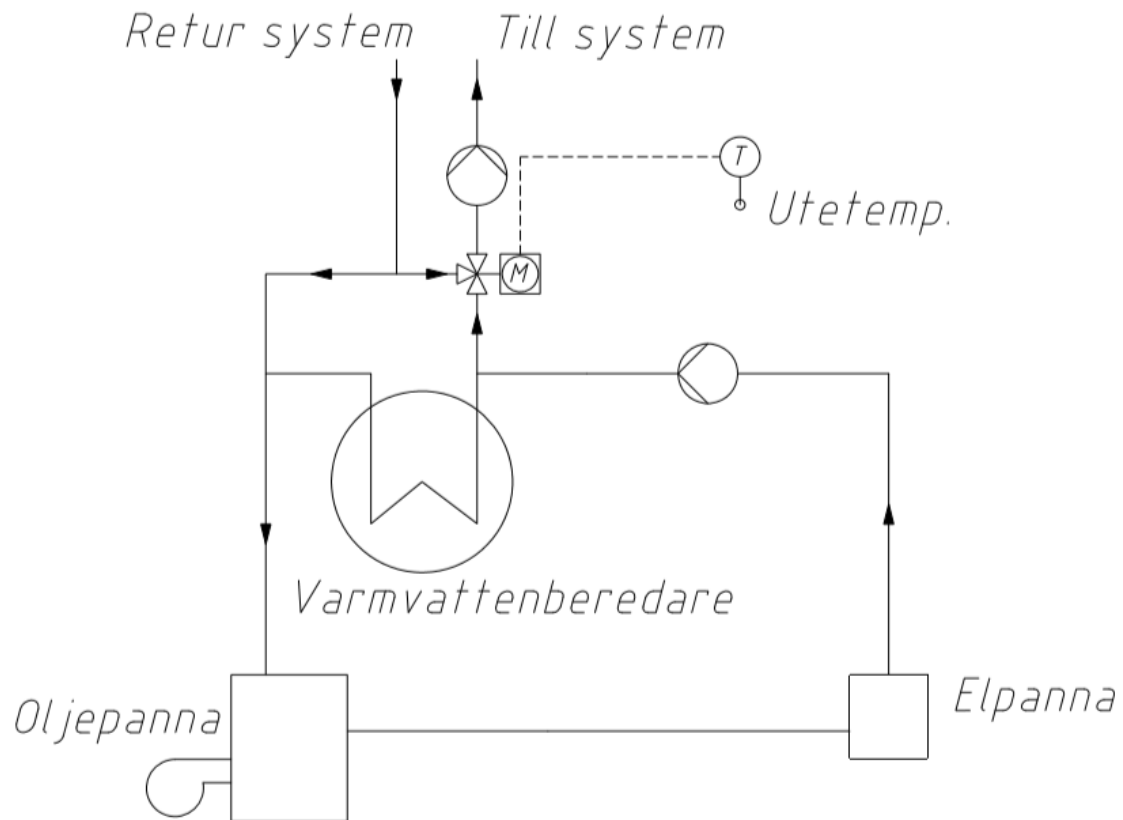 Retur system
Till system
T
Utetemp.
M
Varmvattenberedare
Oljepanna
Elpanna